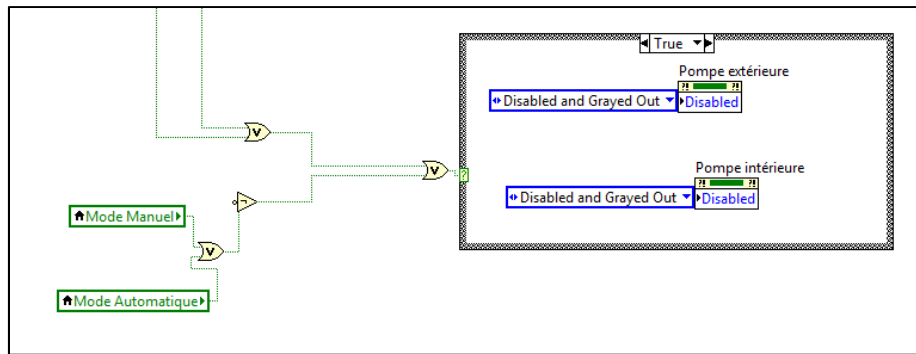 True
Pompe extérieure
Disabled and Grayed Out
Disabled
Pompe intérieure
Disabled and Grayed Out
Disabled
Mode Manuel
Mode Automatique